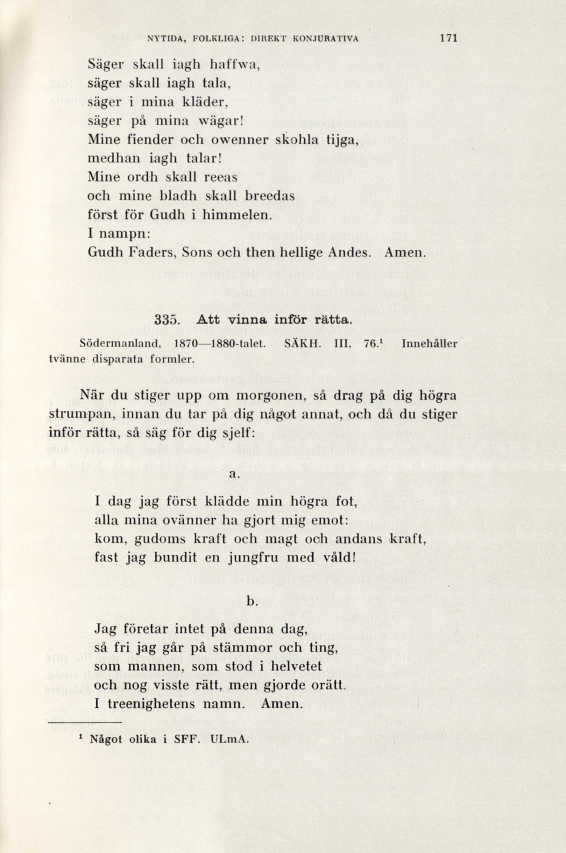 NYTIDA, FOLKLIGA: DIREKT KONJURATIVA 171
Säger skall iagh haffwa,
säger skall iagh tala,
säger i mina kläder,
säger på mina wägar!
Mine fiender och owenner skohla tijga,
medhan iagh talar!
Mine ordh skall reeas
och mine bladh skall breedas
först för Gudh i himmelen.
I nampn:
Gudh Faders, Sons och then hellige Andes. Amen.
335. Att vinna inför rätta.
Södermanland, 1870—1880-talet. SÄKH. III, 76.¹ Innehåller
tvänne disparata formler.
När du stiger upp om morgonen, så drag på dig högra
strumpan, innan du tar på dig något annat, och då du stiger
inför rätta, så säg för dig sjelf:
a.
I dag jag först klädde min högra fot,
alla mina ovänner ha gjort mig emot:
kom, gudoms kraft och magt och andans kraft,
fast jag bundit en jungfru med våld!
b.
Jag företar intet på denna dag,
så fri jag går på stämmor och ting,
som mannen, som stod i helvetet
och nog visste rätt, men gjorde orätt.
I treenighetens namn. Amen.
¹ Något olika i SFF. ULmA.